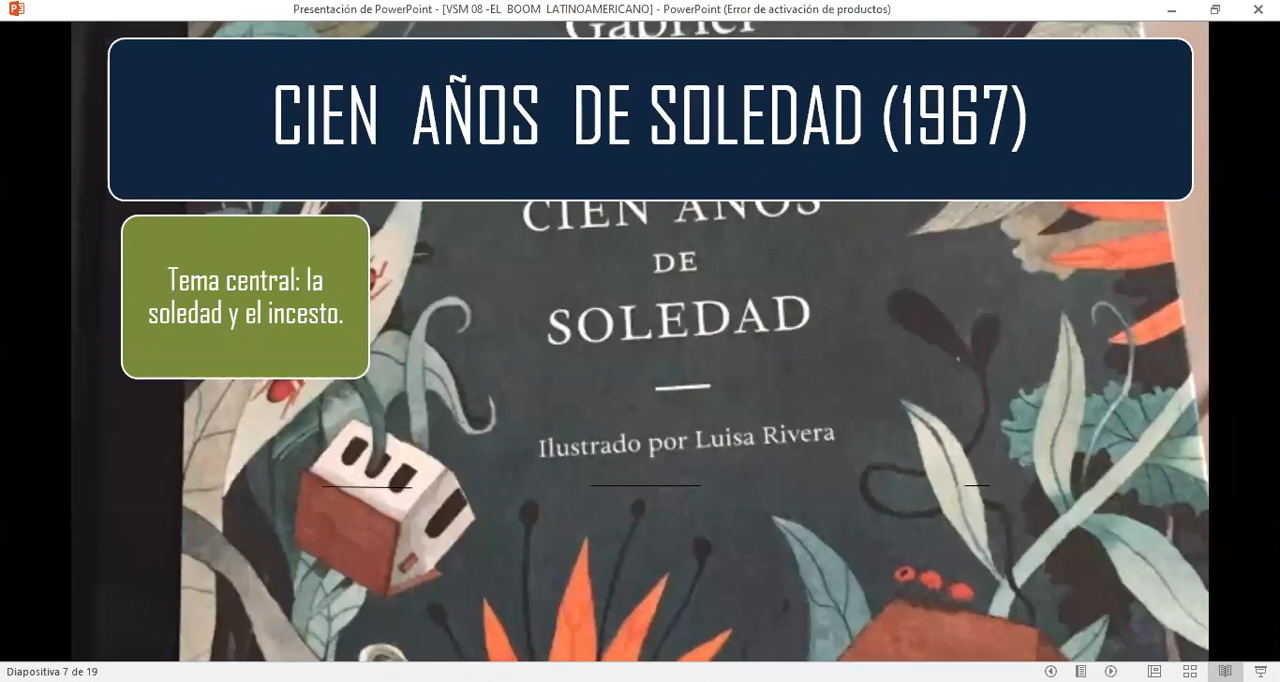 Presentación de PowerPoint - [VSM 08 -EL BOOM LATINOAMERICANO] - PowerPoint (Error de activación de productos)
Gabriel
CIEN AÑOS DE SOLEDAD (1967)
CIEN AÑOS
DE
SOLEDAD
Tema central: la
soledad y el incesto.
Ilustrado por Luisa Rivera
Diapositiva 7 de 19